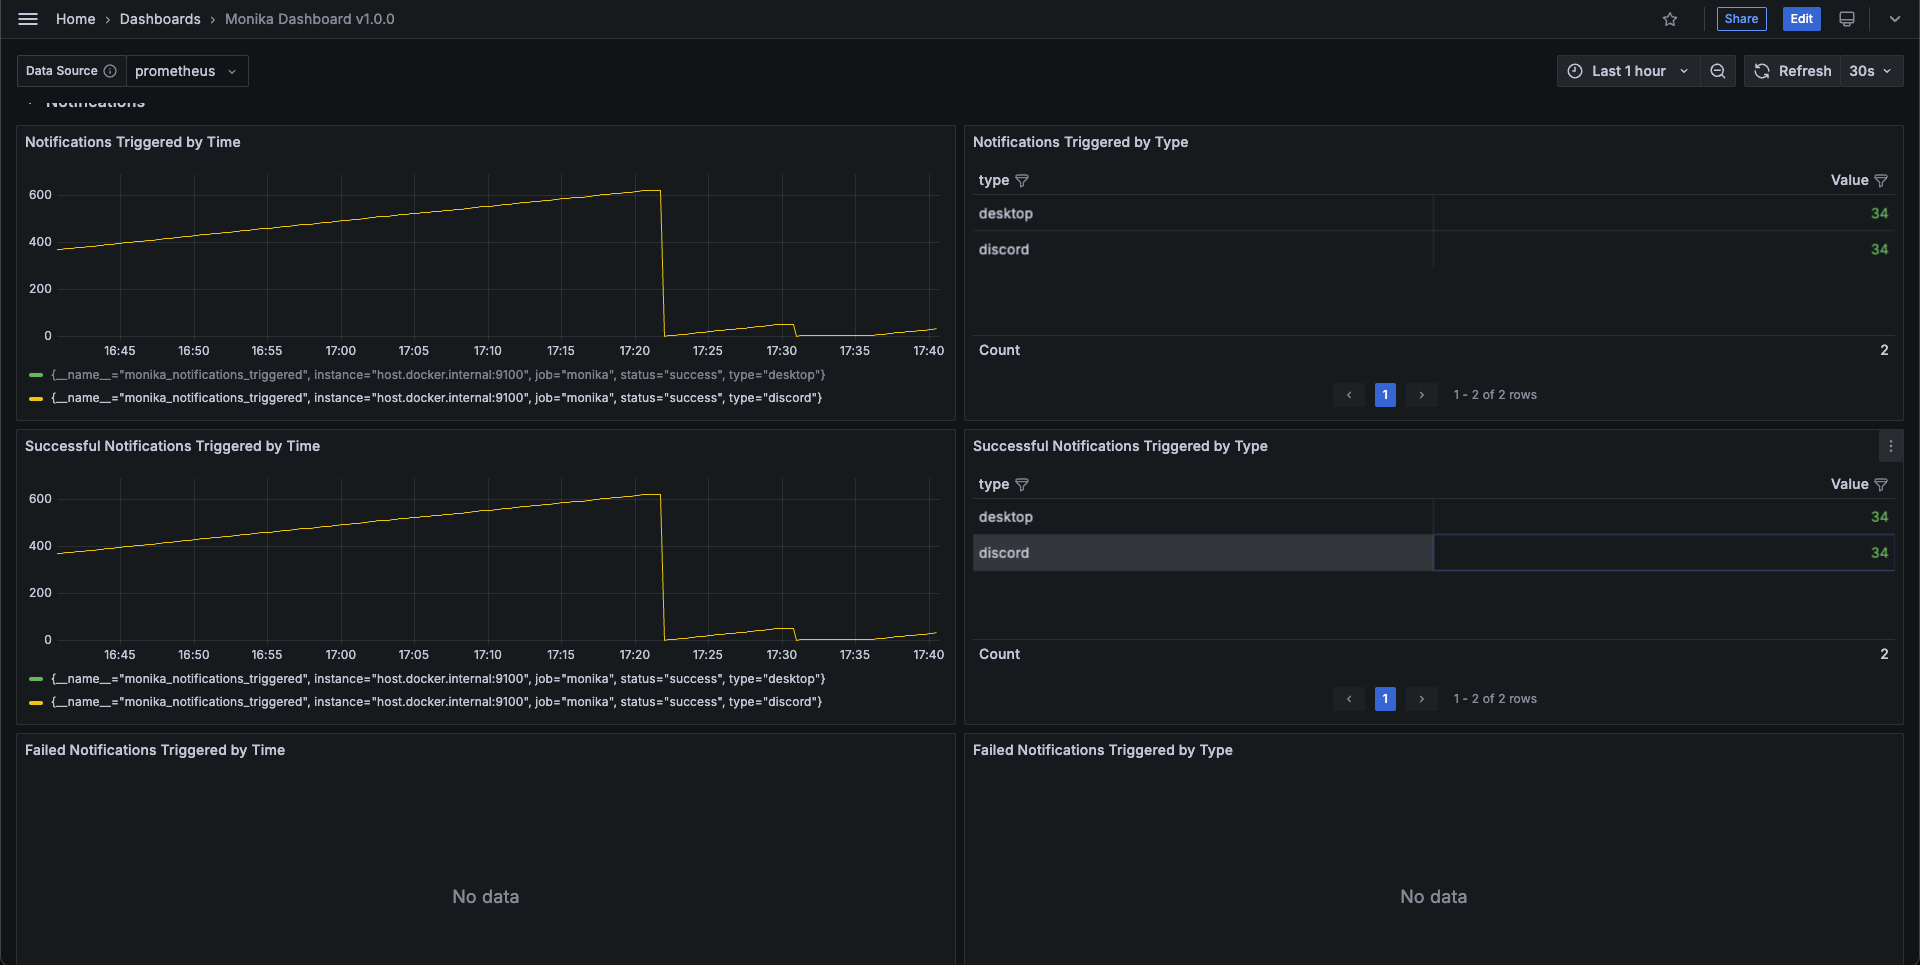 Home › Dashboards › Monika Dashboard v1.0.0
Share
Edit
Data Source
prometheus
Last 1 hour
Refresh
30s
Notifications
Notifications Triggered by Time
600
400
200
0
16:45 16:50 16:55 17:00 17:05 17:10 17:15 17:20 17:25 17:30 17:35 17:40
{__name__="monika_notifications_triggered", instance="host.docker.internal:9100", job="monika", status="success", type="desktop"}
{__name__="monika_notifications_triggered", instance="host.docker.internal:9100", job="monika", status="success", type="discord"}
Notifications Triggered by Type
type Value
desktop 34
discord 34
Count 2
‹ 1 › 1 - 2 of 2 rows
Successful Notifications Triggered by Time
600
400
200
0
16:45 16:50 16:55 17:00 17:05 17:10 17:15 17:20 17:25 17:30 17:35 17:40
{__name__="monika_notifications_triggered", instance="host.docker.internal:9100", job="monika", status="success", type="desktop"}
{__name__="monika_notifications_triggered", instance="host.docker.internal:9100", job="monika", status="success", type="discord"}
Successful Notifications Triggered by Type
type Value
desktop 34
discord 34
Count 2
‹ 1 › 1 - 2 of 2 rows
Failed Notifications Triggered by Time
No data
Failed Notifications Triggered by Type
No data